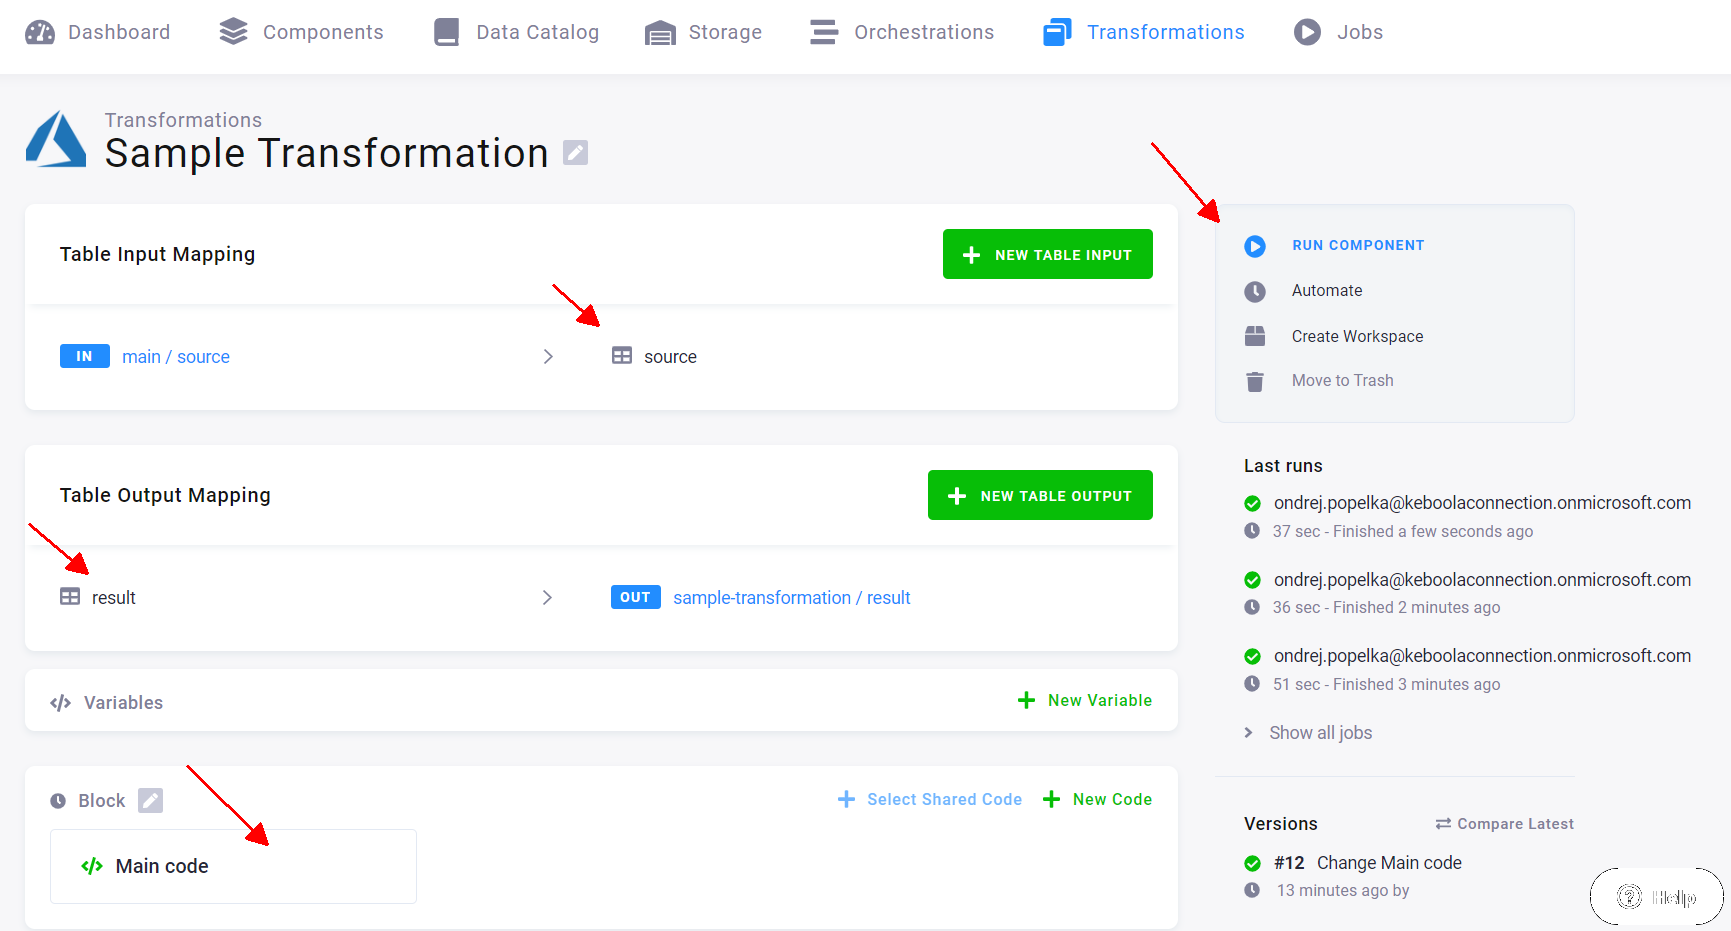 Dashboard Components Data Catalog Storage Orchestrations Transformations Jobs
Transformations
Sample Transformation
Table Input Mapping
NEW TABLE INPUT
IN main / source source
Table Output Mapping
NEW TABLE OUTPUT
result OUT sample-transformation / result
Variables
New Variable
Block
Select Shared Code
New Code
Main code
RUN COMPONENT
Automate
Create Workspace
Move to Trash
Last runs
ondrej.popelka@keboolaconnection.onmicrosoft.com
37 sec - Finished a few seconds ago
ondrej.popelka@keboolaconnection.onmicrosoft.com
36 sec - Finished 2 minutes ago
ondrej.popelka@keboolaconnection.onmicrosoft.com
51 sec - Finished 3 minutes ago
Show all jobs
Versions
Compare Latest
#12 Change Main code
13 minutes ago by
Help